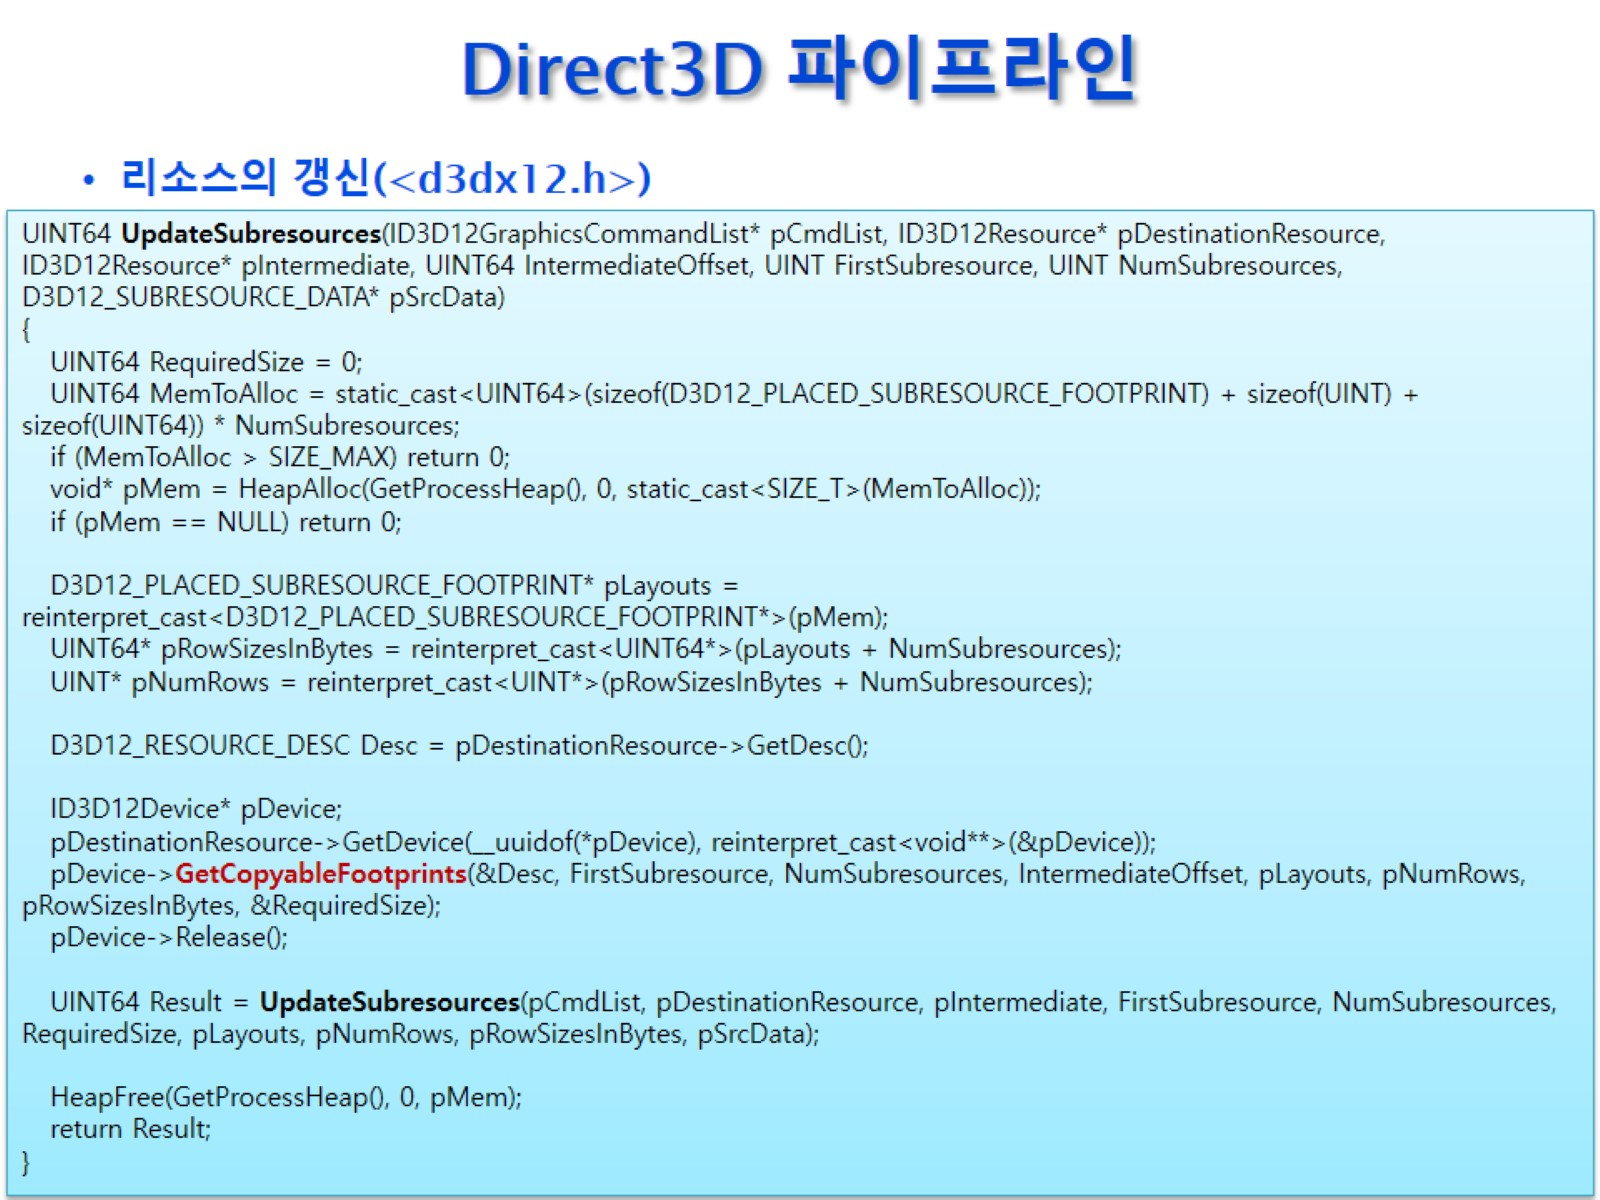 Direct3D 파이프라인
• 리소스의 갱신(<d3dx12.h>)
UINT64 UpdateSubresources(ID3D12GraphicsCommandList* pCmdList, ID3D12Resource* pDestinationResource,
ID3D12Resource* pIntermediate, UINT64 IntermediateOffset, UINT FirstSubresource, UINT NumSubresources,
D3D12_SUBRESOURCE_DATA* pSrcData)
{
    UINT64 RequiredSize = 0;
    UINT64 MemToAlloc = static_cast<UINT64>(sizeof(D3D12_PLACED_SUBRESOURCE_FOOTPRINT) + sizeof(UINT) +
sizeof(UINT64)) * NumSubresources;
    if (MemToAlloc > SIZE_MAX) return 0;
    void* pMem = HeapAlloc(GetProcessHeap(), 0, static_cast<SIZE_T>(MemToAlloc));
    if (pMem == NULL) return 0;
    D3D12_PLACED_SUBRESOURCE_FOOTPRINT* pLayouts =
reinterpret_cast<D3D12_PLACED_SUBRESOURCE_FOOTPRINT*>(pMem);
    UINT64* pRowSizesInBytes = reinterpret_cast<UINT64*>(pLayouts + NumSubresources);
    UINT* pNumRows = reinterpret_cast<UINT*>(pRowSizesInBytes + NumSubresources);
    D3D12_RESOURCE_DESC Desc = pDestinationResource->GetDesc();
    ID3D12Device* pDevice;
    pDestinationResource->GetDevice(__uuidof(*pDevice), reinterpret_cast<void**>(&pDevice));
    pDevice->GetCopyableFootprints(&Desc, FirstSubresource, NumSubresources, IntermediateOffset, pLayouts, pNumRows,
pRowSizesInBytes, &RequiredSize);
    pDevice->Release();
    UINT64 Result = UpdateSubresources(pCmdList, pDestinationResource, pIntermediate, FirstSubresource, NumSubresources,
RequiredSize, pLayouts, pNumRows, pRowSizesInBytes, pSrcData);
    HeapFree(GetProcessHeap(), 0, pMem);
    return Result;
}